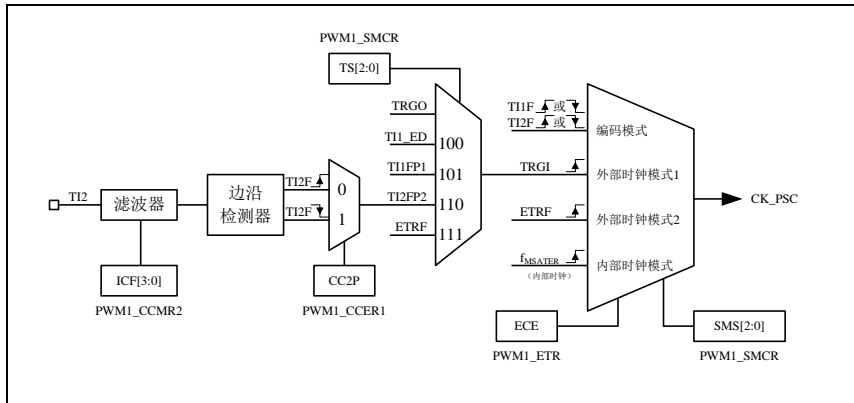 PWM1_SMCR
TS[2:0]
TRGO
TI1_ED
100
TI1FP1
101
TI2FP2
110
ETRF
111
TI2
滤波器
边沿
检测器
TI2F
0
TI2F
1
ICF[3:0]
PWM1_CCMR2
CC2P
PWM1_CCER1
TI1F 或
TI2F 或
编码模式
TRGI
外部时钟模式1
ETRF
外部时钟模式2
fMSATER
(内部时钟)
内部时钟模式
CK_PSC
ECE
PWM1_ETR
SMS[2:0]
PWM1_SMCR